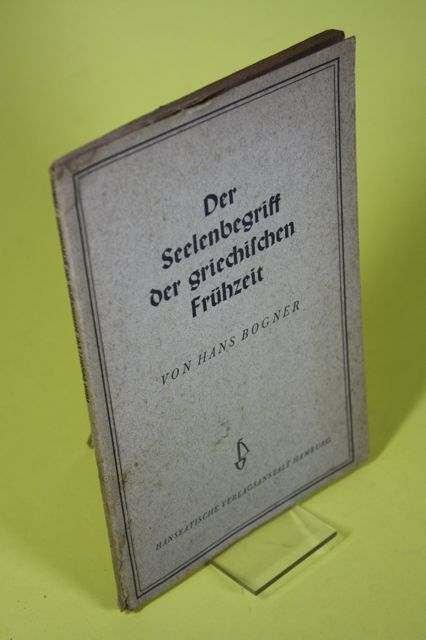 Der
Seelenbegriff
der griechiſchen
Frühzeit
VON HANS BOGNER
HANSEATISCHE VERLAGSANSTALT HAMBURG